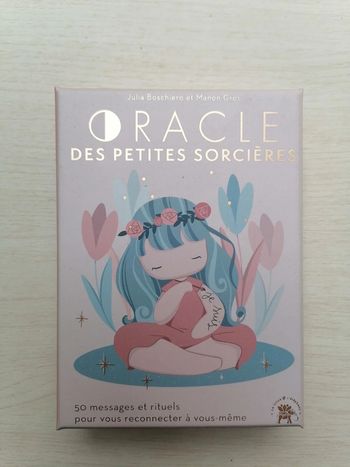 Julia Boschiero et Manon Gros
ORACLE
DES PETITES SORCIÈRES
je suis
50 messages et rituels
pour vous reconnecter à vous-même